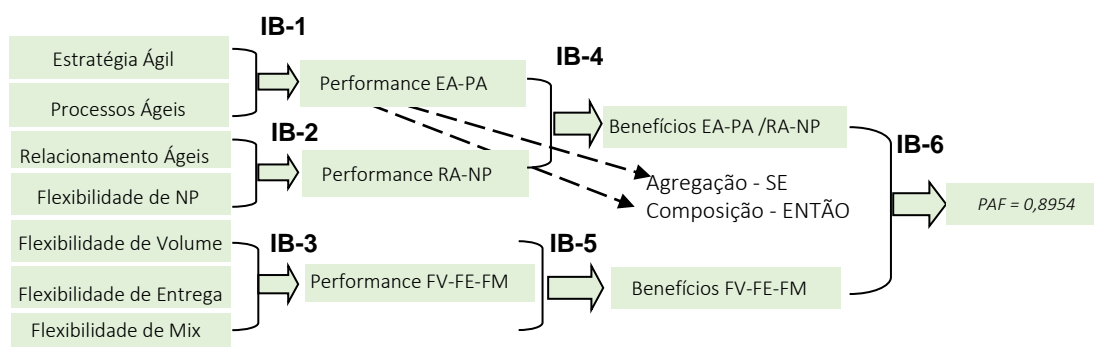 IB-1
Estratégia Ágil
Processos Ágeis
Performance EA-PA
IB-4
IB-2
Relacionamento Ágeis
Flexibilidade de NP
Performance RA-NP
Benefícios EA-PA /RA-NP
IB-6
Agregação - SE
Composição - ENTÃO
PAF = 0,8954
IB-3
Flexibilidade de Volume
Flexibilidade de Entrega
Flexibilidade de Mix
Performance FV-FE-FM
IB-5
Benefícios FV-FE-FM